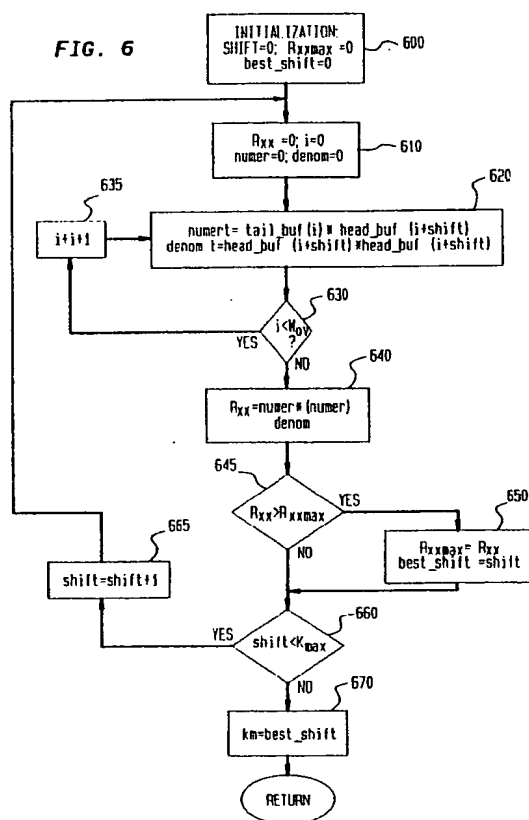 FIG. 6
INITIALIZATION:
SHIFT=0; Rxxmax =0
best_shift=0
600
Rxx =0; i=0
numer=0; denom=0
610
635
620
i+i+1
numert= tail_buf(i)* head_buf (i+shift)
denom t=head_buf (i+shift)*head_buf (i+shift)
630
i<Wov
?
YES
NO
640
Rxx=numer*(numer)
denom
645
Rxx>Rxxmax
YES
650
NO
Rxxmax= Rxx
best_shift =shift
665
shift=shift+1
660
YES
shift<Kmax
NO
670
km=best_shift
RETURN